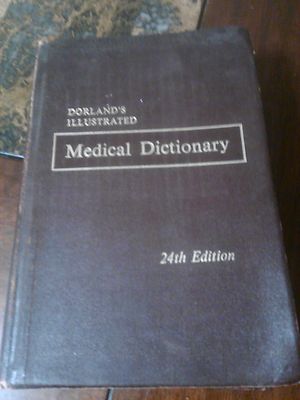 DORLAND'S
ILLUSTRATED
Medical Dictionary
24th Edition